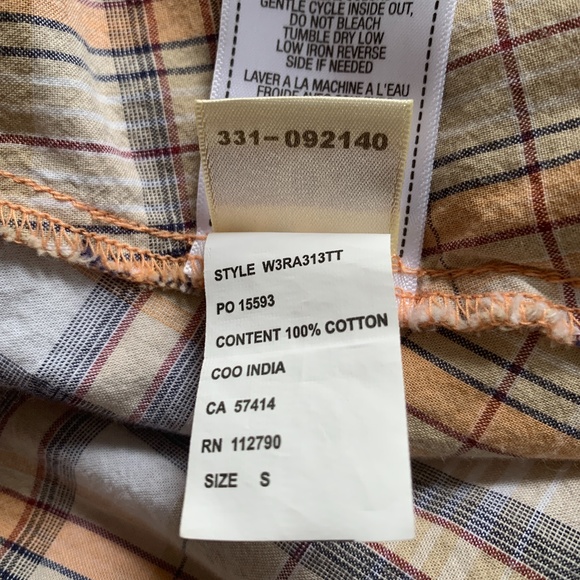 GENTLE CYCLE INSIDE OUT,
DO NOT BLEACH
TUMBLE DRY LOW
LOW IRON REVERSE
SIDE IF NEEDED
LAVER A LA MACHINE A L'EAU
FROIDE
331-092140
STYLE W3RA313TT
PO 15593
CONTENT 100% COTTON
COO INDIA
CA 57414
RN 112790
SIZE S